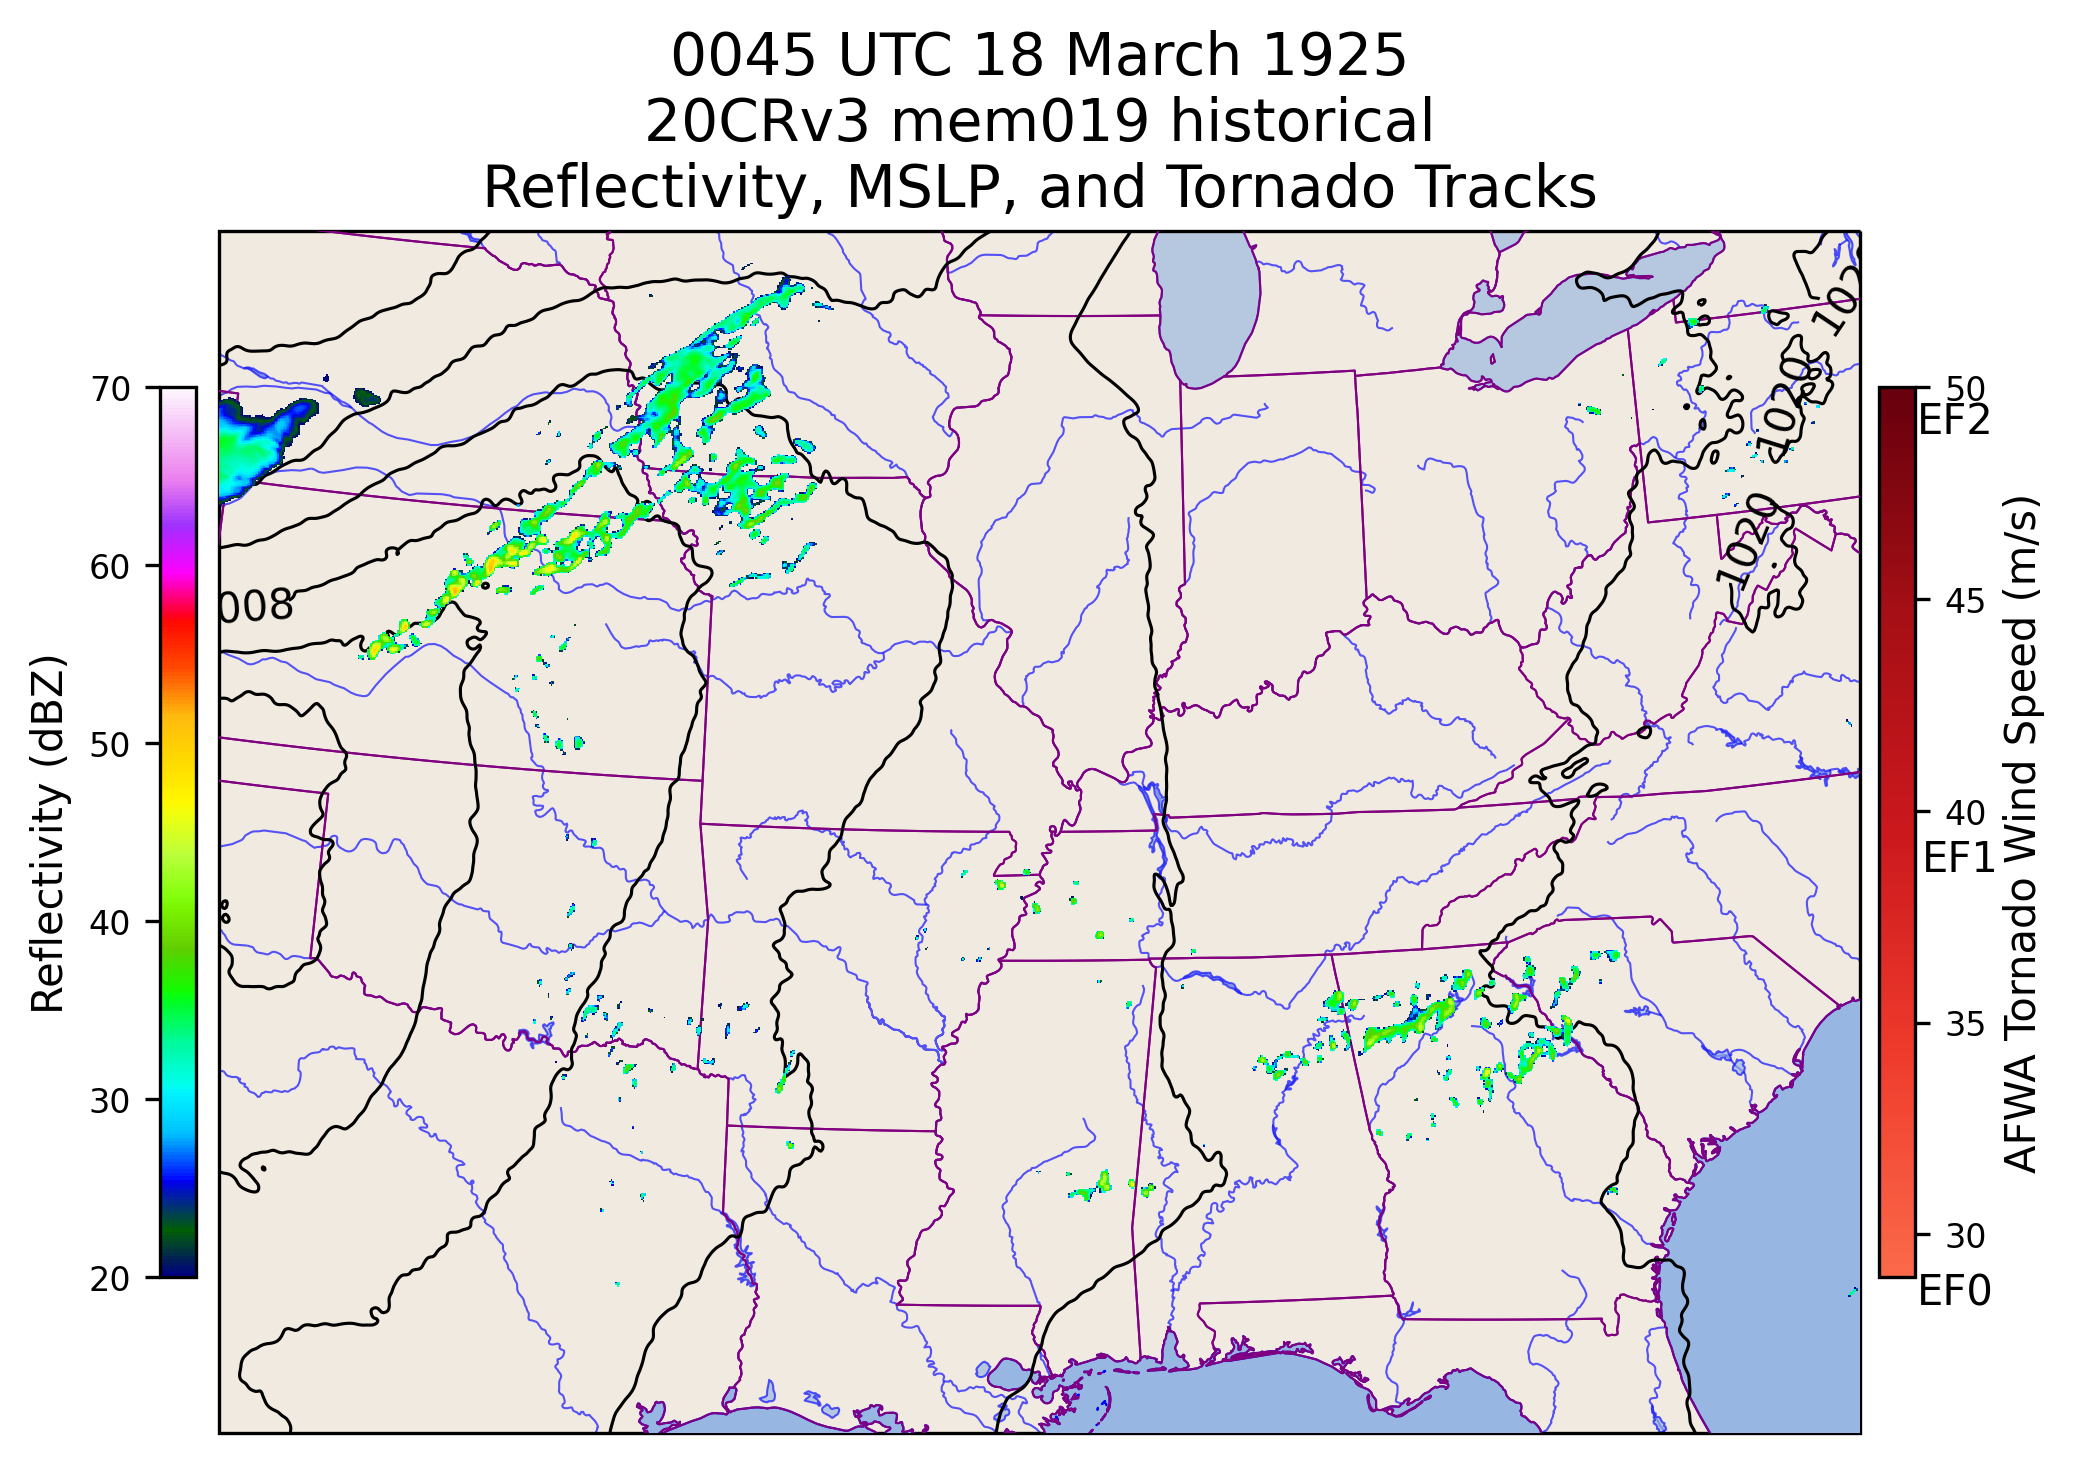 0045 UTC 18 March 1925
20CRv3 mem019 historical
Reflectivity, MSLP, and Tornado Tracks
70
60
50
40
30
20
Reflectivity (dBZ)
008
1020
1020
102
50
EF2
45
40
EF1
35
30
EF0
AFWA Tornado Wind Speed (m/s)